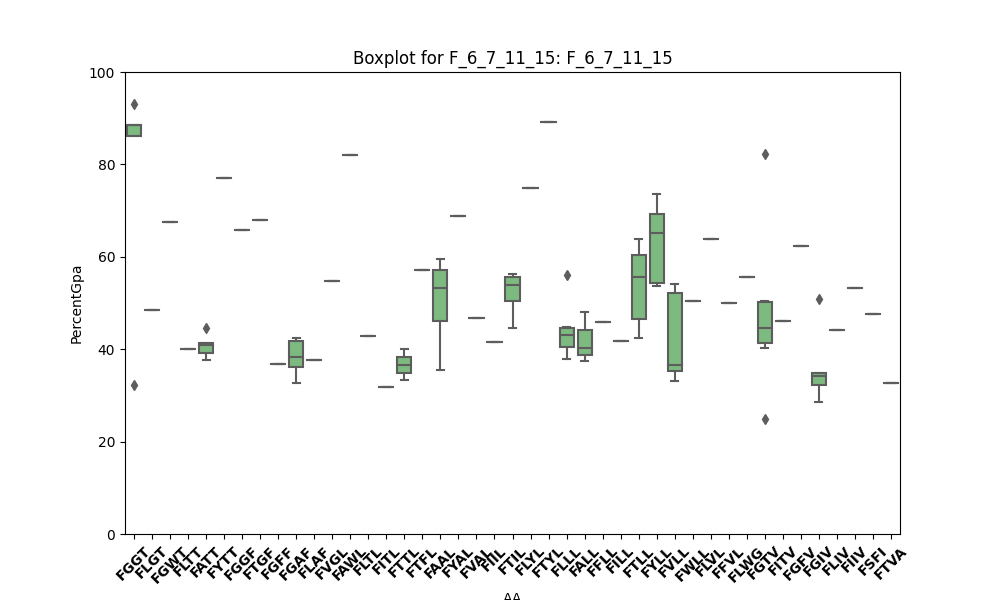 Boxplot for F_6_7_11_15: F_6_7_11_15
PercentGpa
100
80
60
40
20
0
FGGT
FLGT
FGWT
FLTT
FATT
FYTT
FGGF
FTGF
FGFF
FGAF
FLAF
FVGL
FAWL
FLTL
FITL
FTTL
FTFL
FAAL
FYAL
FVAL
FIIL
FTIL
FLYL
FTYL
FLLL
FALL
FFLL
FILL
FTLL
FYLL
FVLL
FWLL
FLVL
FFVL
FLWG
FGTV
FITV
FGFV
FGIV
FLIV
FIIV
FSFI
FTVA
AA